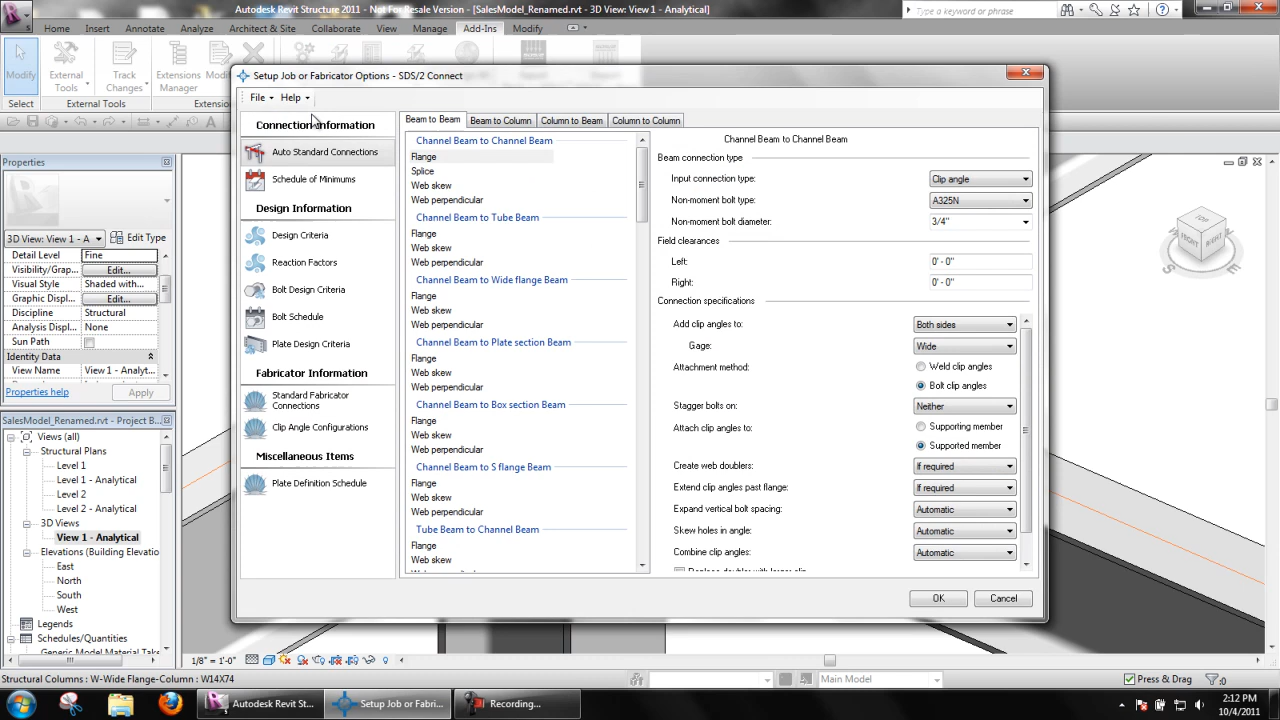 Autodesk Revit Structure 2011 - Not For Resale Version - [SalesModel_Renamed.rvt - 3D View: View 1 - Analytical]
Type a keyword or phrase
Home Insert Annotate Analyze Architect & Site Collaborate View Manage Add-Ins Modify
Modify
External Tools
Track Changes
Extensions Manager
Select
External Tools
Setup Job or Fabricator Options - SDS/2 Connect
File Help
Connection Information
Auto Standard Connections
Schedule of Minimums
Design Information
Design Criteria
Reaction Factors
Bolt Design Criteria
Bolt Schedule
Plate Design Criteria
Fabricator Information
Standard Fabricator
Connections
Clip Angle Configurations
Miscellaneous Items
Plate Definition Schedule
Beam to Beam Beam to Column Column to Beam Column to Column
Channel Beam to Channel Beam
Flange
Splice
Web skew
Web perpendicular
Channel Beam to Tube Beam
Flange
Web skew
Web perpendicular
Channel Beam to Wide flange Beam
Flange
Web skew
Web perpendicular
Channel Beam to Plate section Beam
Flange
Web skew
Web perpendicular
Channel Beam to Box section Beam
Flange
Web skew
Web perpendicular
Channel Beam to S flange Beam
Flange
Web skew
Web perpendicular
Tube Beam to Channel Beam
Flange
Web skew
Channel Beam to Channel Beam
Beam connection type
Input connection type: Clip angle
Non-moment bolt type: A325N
Non-moment bolt diameter: 3/4"
Field clearances
Left: 0' - 0"
Right: 0' - 0"
Connection specifications
Add clip angles to: Both sides
Gage: Wide
Attachment method: Weld clip angles
Bolt clip angles
Stagger bolts on: Neither
Attach clip angles to: Supporting member
Supported member
Create web doublers: If required
Extend clip angles past flange: If required
Expand vertical bolt spacing: Automatic
Skew holes in angle: Automatic
Combine clip angles: Automatic
OK Cancel
Properties
3D View: View 1 - A Edit Type
Detail Level Fine
Visibility/Grap... Edit...
Visual Style Shaded with...
Graphic Displ... Edit...
Discipline Structural
Analysis Displ... None
Sun Path
Identity Data
View Name View 1 - Analyti...
Properties help Apply
SalesModel_Renamed.rvt - Project B...
Views (all)
Structural Plans
Level 1
Level 1 - Analytical
Level 2
Level 2 - Analytical
3D Views
View 1 - Analytical
Elevations (Building Elevatio
East
North
South
West
Legends
Schedules/Quantities
Generic Model Material Take
TOP
FRONT
RIGHT
1/8" = 1'-0"
Structural Columns : W-Wide Flange-Column : W14X74
Main Model
Press & Drag
:0
Autodesk Revit St...
Setup Job or Fabri...
Recording...
2:12 PM
10/4/2011